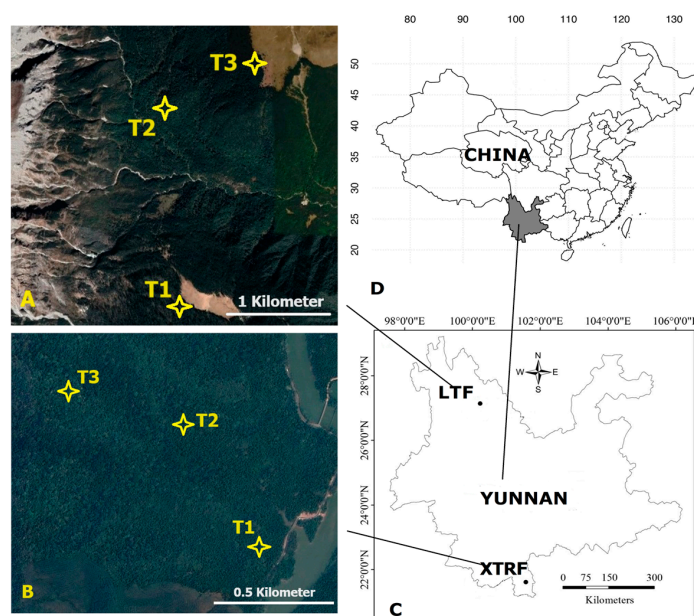 T3
T2
T1
A
1 Kilometer
T3
T2
T1
B
0.5 Kilometer
80 90 100 110 120 130
50
45
40
35
30
25
20
CHINA
D
98°0'0"E 100°0'0"E 102°0'0"E 104°0'0"E 106°0'0"E
28°0'0"N
26°0'0"N
24°0'0"N
22°0'0"N
N
W E
S
LTF
YUNNAN
XTRF
0 75 150 300
Kilometers
C